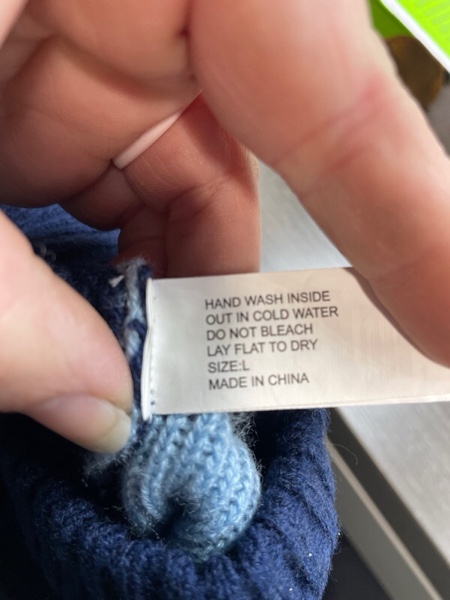 HAND WASH INSIDE
OUT IN COLD WATER
DO NOT BLEACH
LAY FLAT TO DRY
SIZE:L
MADE IN CHINA